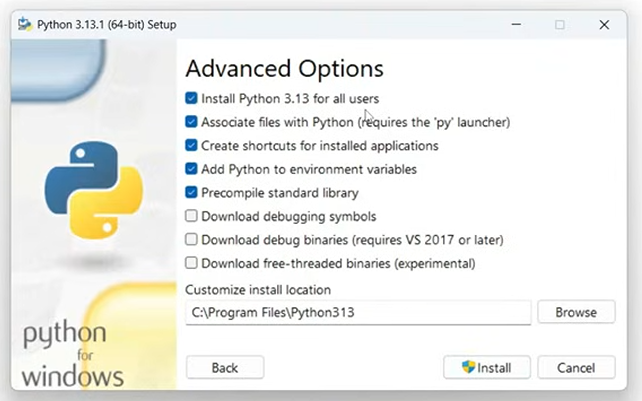 Python 3.13.1 (64-bit) Setup
Advanced Options
Install Python 3.13 for all users
Associate files with Python (requires the 'py' launcher)
Create shortcuts for installed applications
Add Python to environment variables
Precompile standard library
Download debugging symbols
Download debug binaries (requires VS 2017 or later)
Download free-threaded binaries (experimental)
Customize install location
C:\Program Files\Python313
Browse
python
for
windows
Back
Install
Cancel